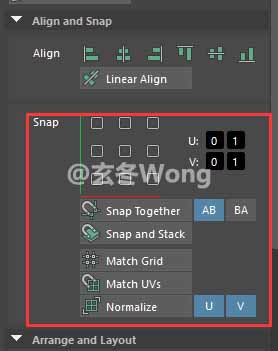 Align and Snap
Align
Linear Align
Snap
U: 0 1
V: 0 1
@玄冬Wong
Snap Together AB BA
Snap and Stack
Match Grid
Match UVs
Normalize U V
Arrange and Layout